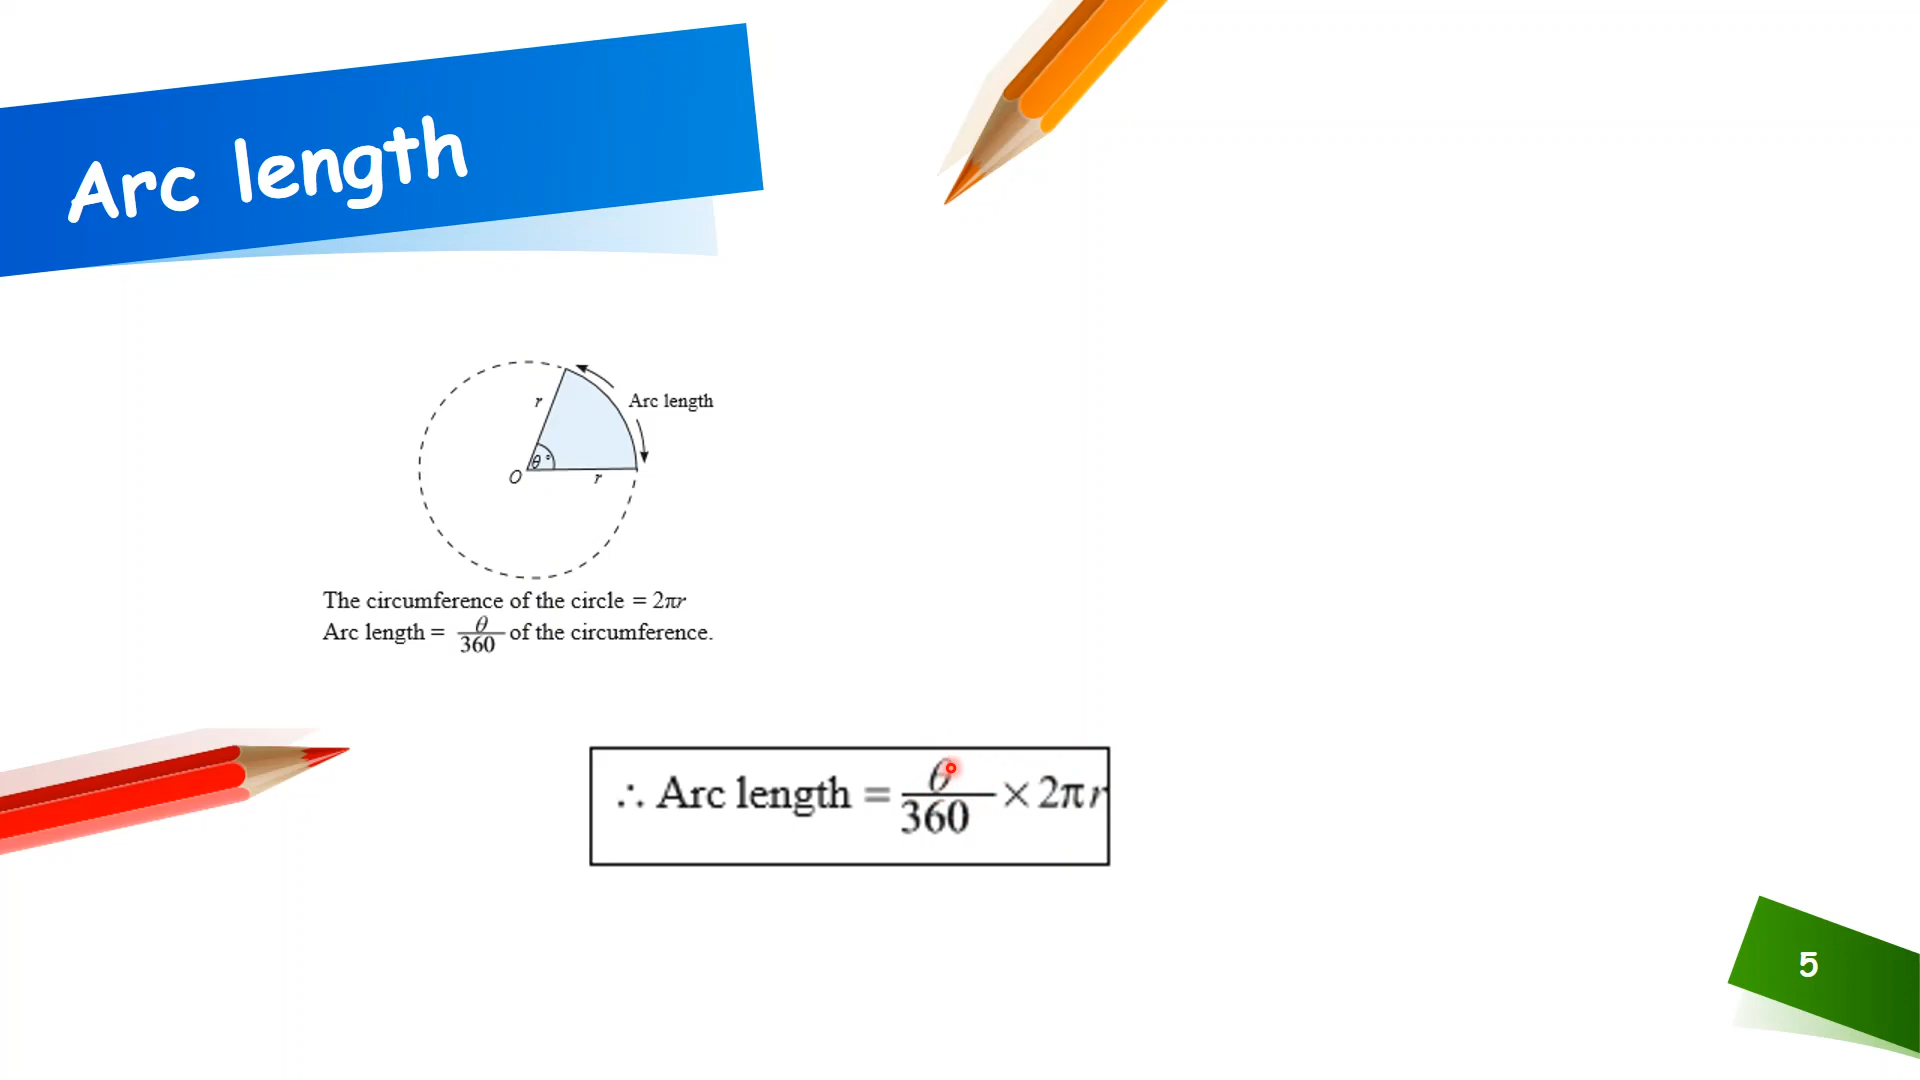 Arc length
r
Arc length
θ°
O
r
The circumference of the circle = 2πr
Arc length = θ/360 of the circumference.
∴ Arc length = θ/360 × 2πr
5